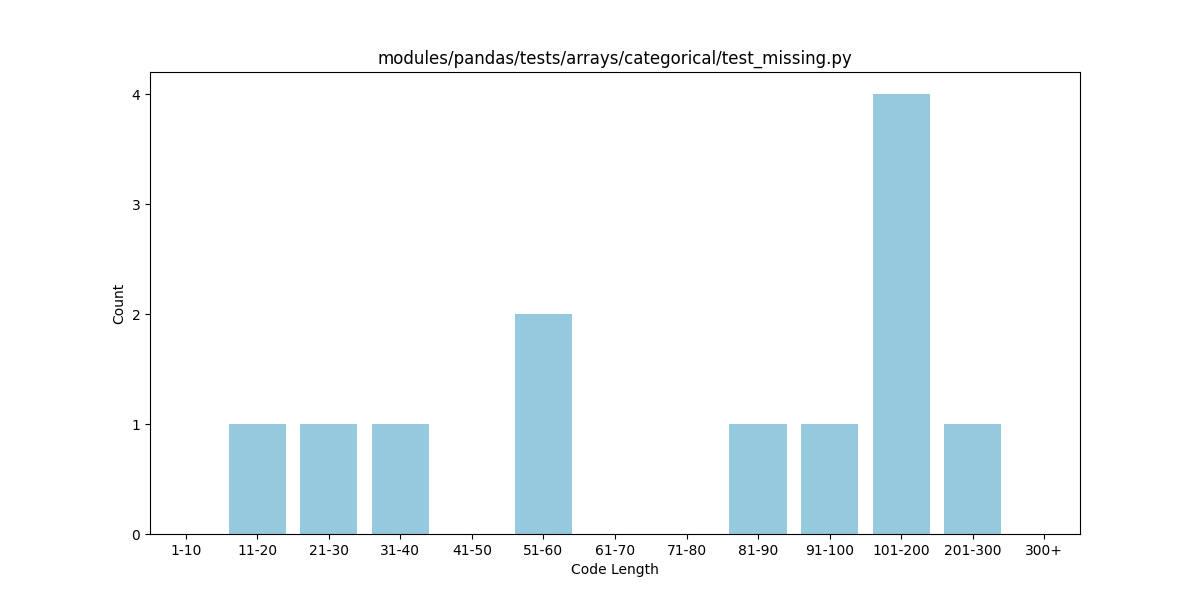 modules/pandas/tests/arrays/categorical/test_missing.py
4
3
2
1
0
Count
1-10 11-20 21-30 31-40 41-50 51-60 61-70 71-80 81-90 91-100 101-200 201-300 300+
Code Length